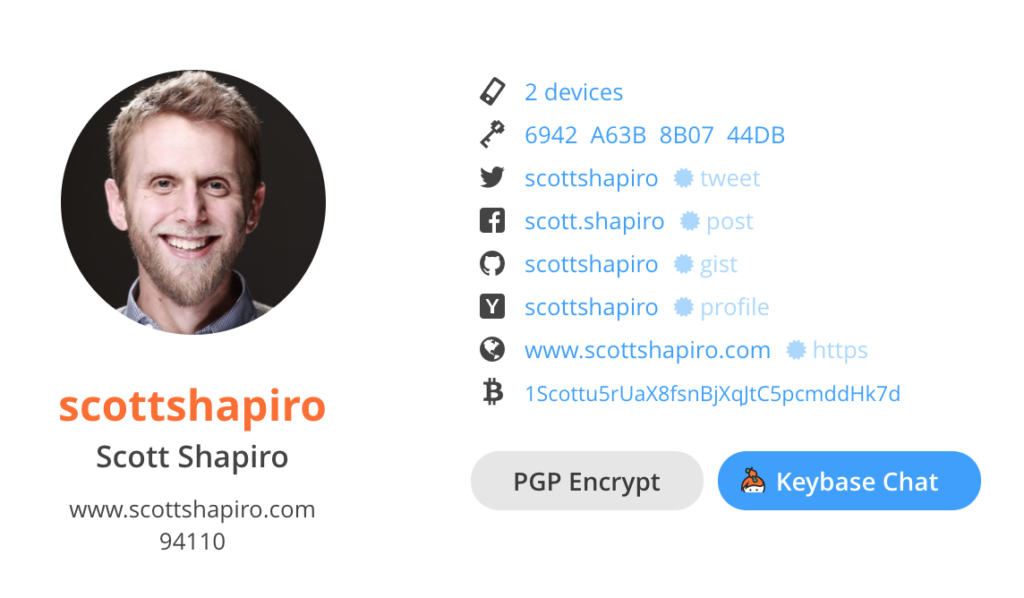 scottshapiro
Scott Shapiro
www.scottshapiro.com
94110
2 devices
6942 A63B 8B07 44DB
scottshapiro tweet
scott.shapiro post
scottshapiro gist
scottshapiro profile
www.scottshapiro.com https
1Scottu5rUaX8fsnBjXqJtC5pcmddHk7d
PGP Encrypt
Keybase Chat